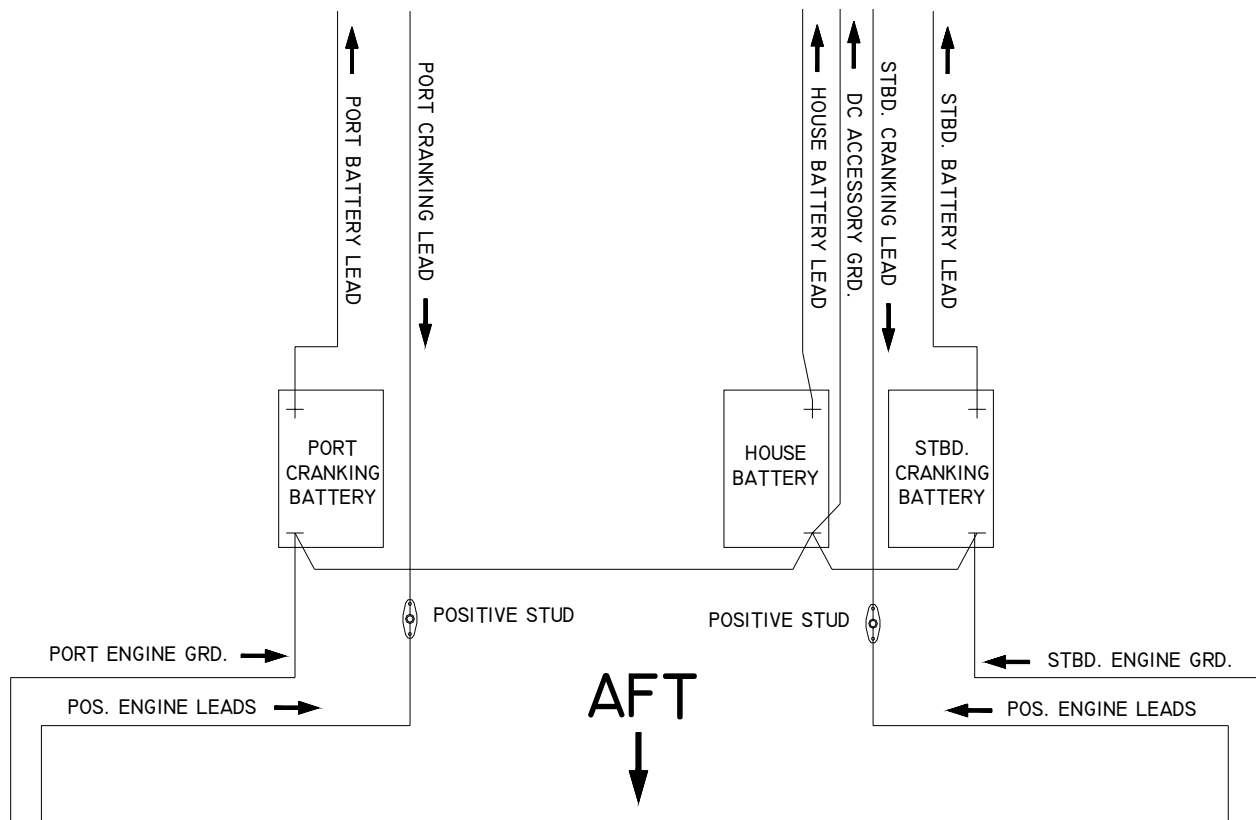 PORT BATTERY LEAD
PORT CRANKING LEAD
HOUSE BATTERY LEAD
DC ACCESSORY GRD.
STBD. CRANKING LEAD
STBD. BATTERY LEAD
PORT
CRANKING
BATTERY
HOUSE
BATTERY
STBD.
CRANKING
BATTERY
POSITIVE STUD
POSITIVE STUD
PORT ENGINE GRD.
STBD. ENGINE GRD.
POS. ENGINE LEADS
AFT
POS. ENGINE LEADS